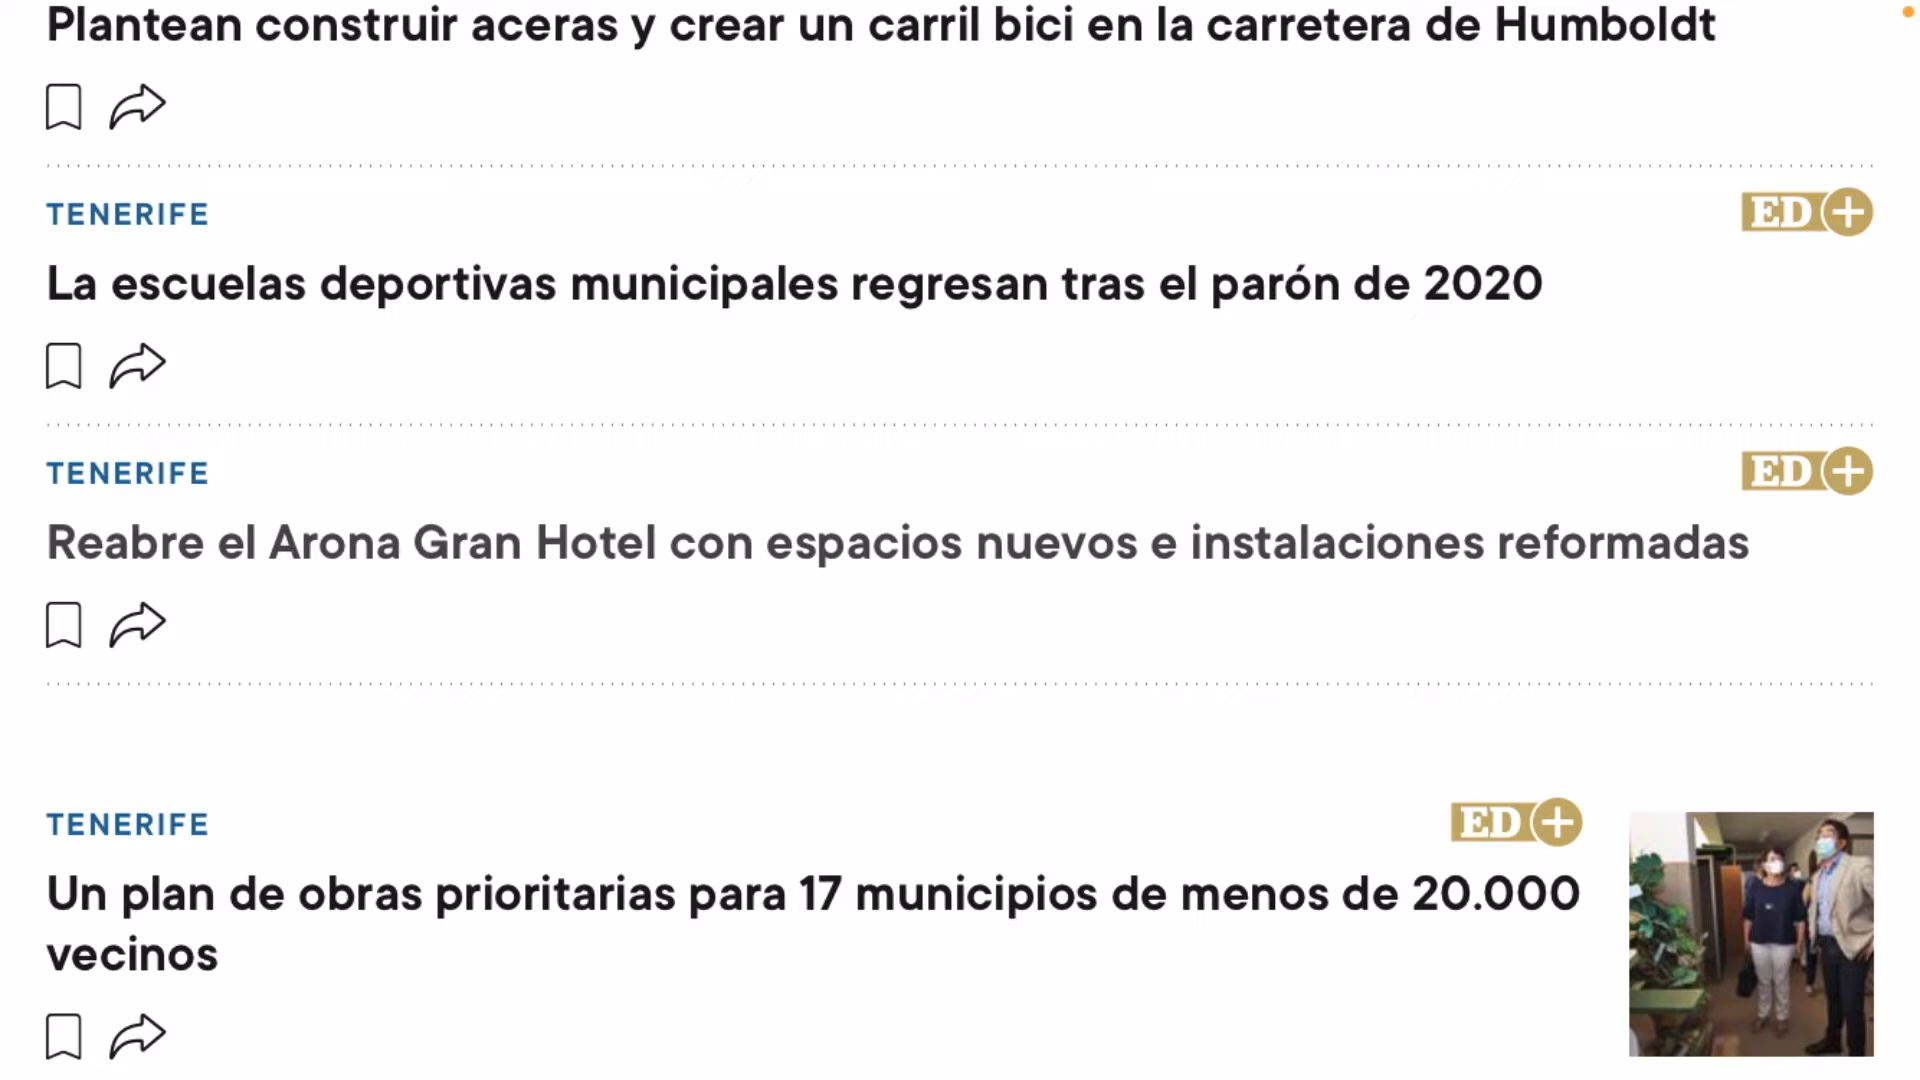 Plantean construir aceras y crear un carril bici en la carretera de Humboldt
TENERIFE
ED+
La escuelas deportivas municipales regresan tras el parón de 2020
TENERIFE
ED+
Reabre el Arona Gran Hotel con espacios nuevos e instalaciones reformadas
TENERIFE
ED+
Un plan de obras prioritarias para 17 municipios de menos de 20.000
vecinos